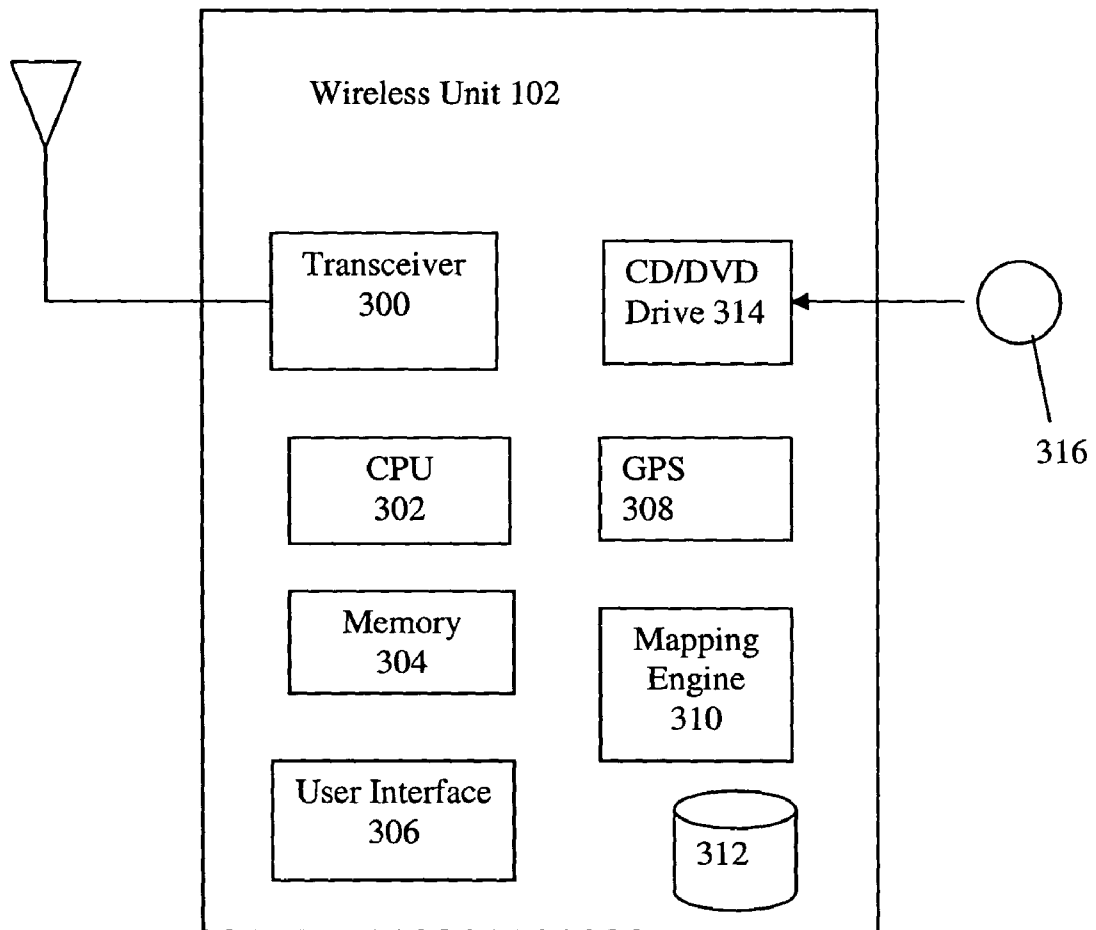 Wireless Unit 102
Transceiver
300
CD/DVD
Drive 314
316
CPU
302
GPS
308
Memory
304
Mapping
Engine
310
User Interface
306
312